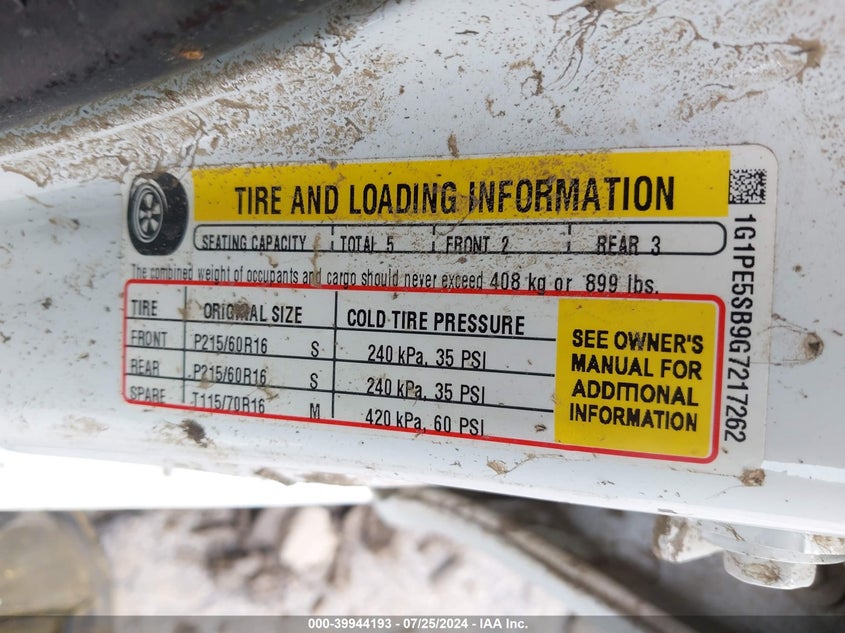 TIRE AND LOADING INFORMATION
SEATING CAPACITY TOTAL 5 FRONT 2 REAR 3
The combined weight of occupants and cargo should never exceed 408 kg or 899 lbs.
TIRE ORIGINAL SIZE COLD TIRE PRESSURE
FRONT P215/60R16 S 240 kPa, 35 PSI
REAR P215/60R16 S 240 kPa, 35 PSI
SPARE T115/70R16 M 420 kPa, 60 PSI
SEE OWNER'S
MANUAL FOR
ADDITIONAL
INFORMATION
1G1PE5SB9G7217262
000-39944193 - 07/25/2024 - IAA Inc.